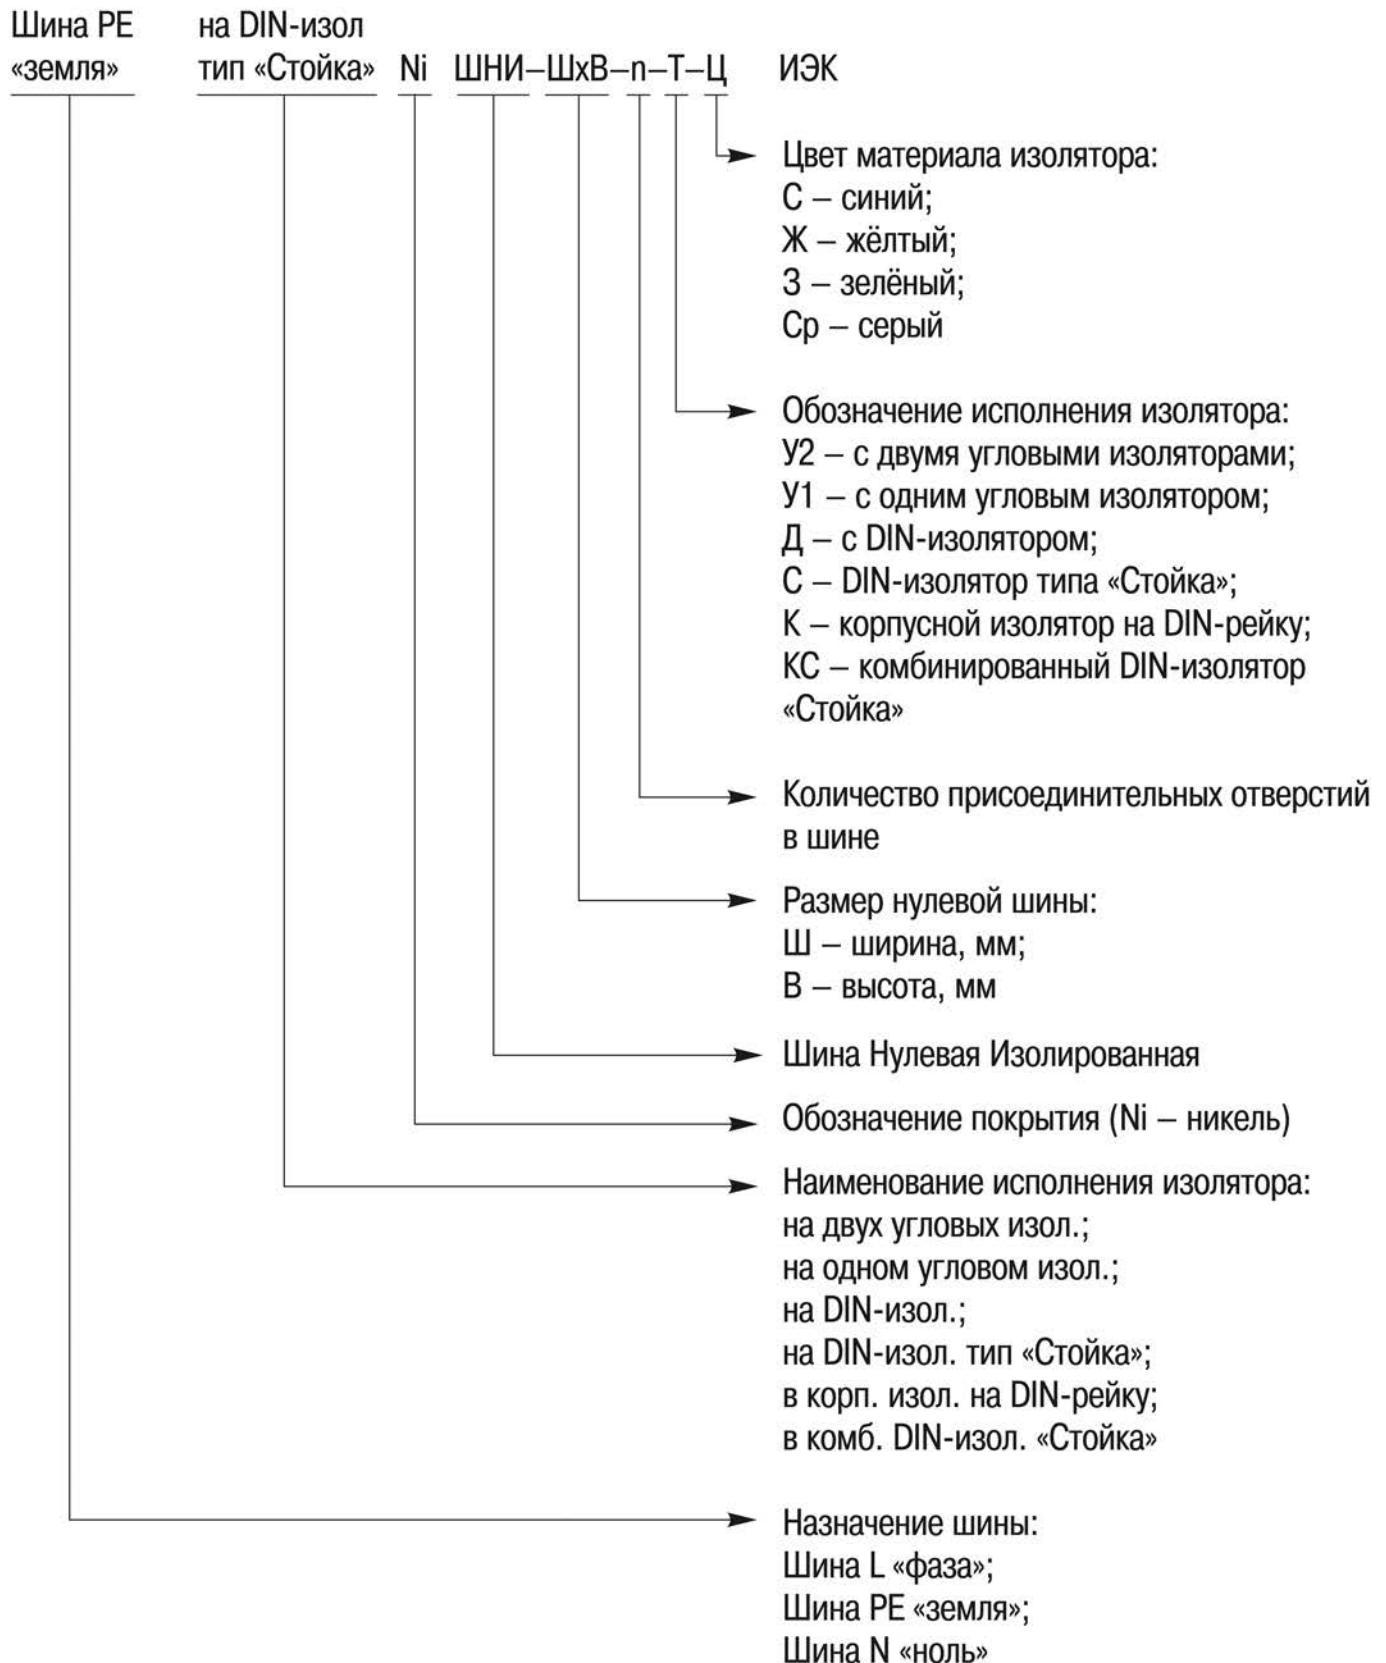 Шина PE на DIN-изол
«земля» тип «Стойка» Ni ШНИ–ШхВ–n–Т–Ц ИЭК
Цвет материала изолятора:
С – синий;
Ж – жёлтый;
З – зелёный;
Ср – серый
Обозначение исполнения изолятора:
У2 – с двумя угловыми изоляторами;
У1 – с одним угловым изолятором;
Д – с DIN-изолятором;
С – DIN-изолятор типа «Стойка»;
К – корпусной изолятор на DIN-рейку;
КС – комбинированный DIN-изолятор
«Стойка»
Количество присоединительных отверстий
в шине
Размер нулевой шины:
Ш – ширина, мм;
В – высота, мм
Шина Нулевая Изолированная
Обозначение покрытия (Ni – никель)
Наименование исполнения изолятора:
на двух угловых изол.;
на одном угловом изол.;
на DIN-изол.;
на DIN-изол. тип «Стойка»;
в корп. изол. на DIN-рейку;
в комб. DIN-изол. «Стойка»
Назначение шины:
Шина L «фаза»;
Шина PE «земля»;
Шина N «ноль»